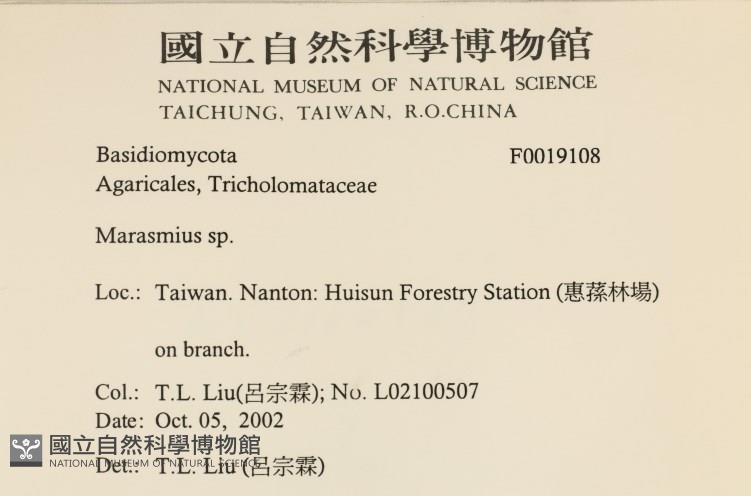 國立自然科學博物館
NATIONAL MUSEUM OF NATURAL SCIENCE
TAICHUNG, TAIWAN, R.O.CHINA
Basidiomycota F0019108
Agaricales, Tricholomataceae
Marasmius sp.
Loc.: Taiwan. Nanton: Huisun Forestry Station (惠蓀林場)
on branch.
Col.: T.L. Liu(呂宗霖); No. L02100507
Date: Oct. 05, 2002
國立自然科學博物館
NATIONAL MUSEUM OF NATURAL SCIENCE
Det.: T.L. Liu (呂宗霖)